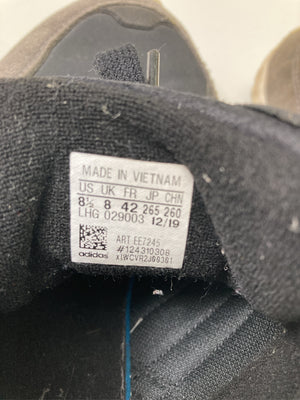 MADE IN VIETNAM
US UK FR JP CHN
8½ 8 42 265 260
LHG 029003 12/19
ART EE7245
#124310308
adidas